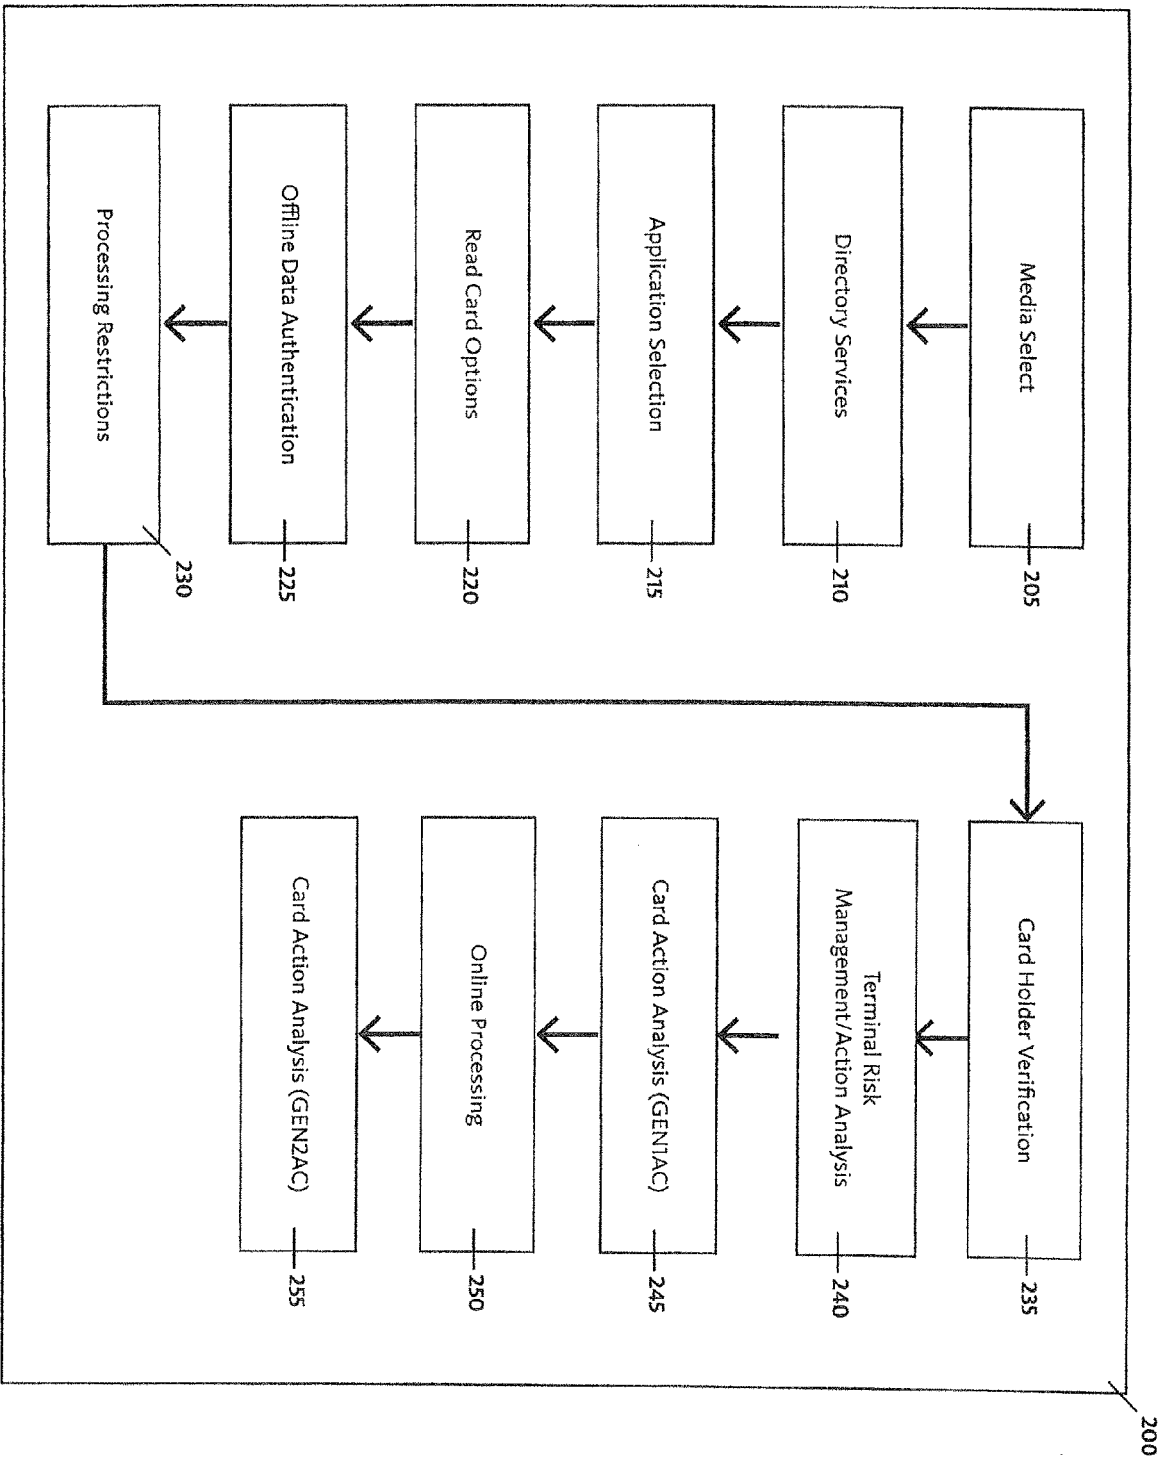 Media Select
205
Directory Services
210
Application Selection
215
Read Card Options
220
Offline Data Authentication
225
Processing Restrictions
230
Card Holder Verification
235
Terminal Risk
Management/Action Analysis
240
Card Action Analysis (GEN1AC)
245
Online Processing
250
Card Action Analysis (GEN2AC)
255
200